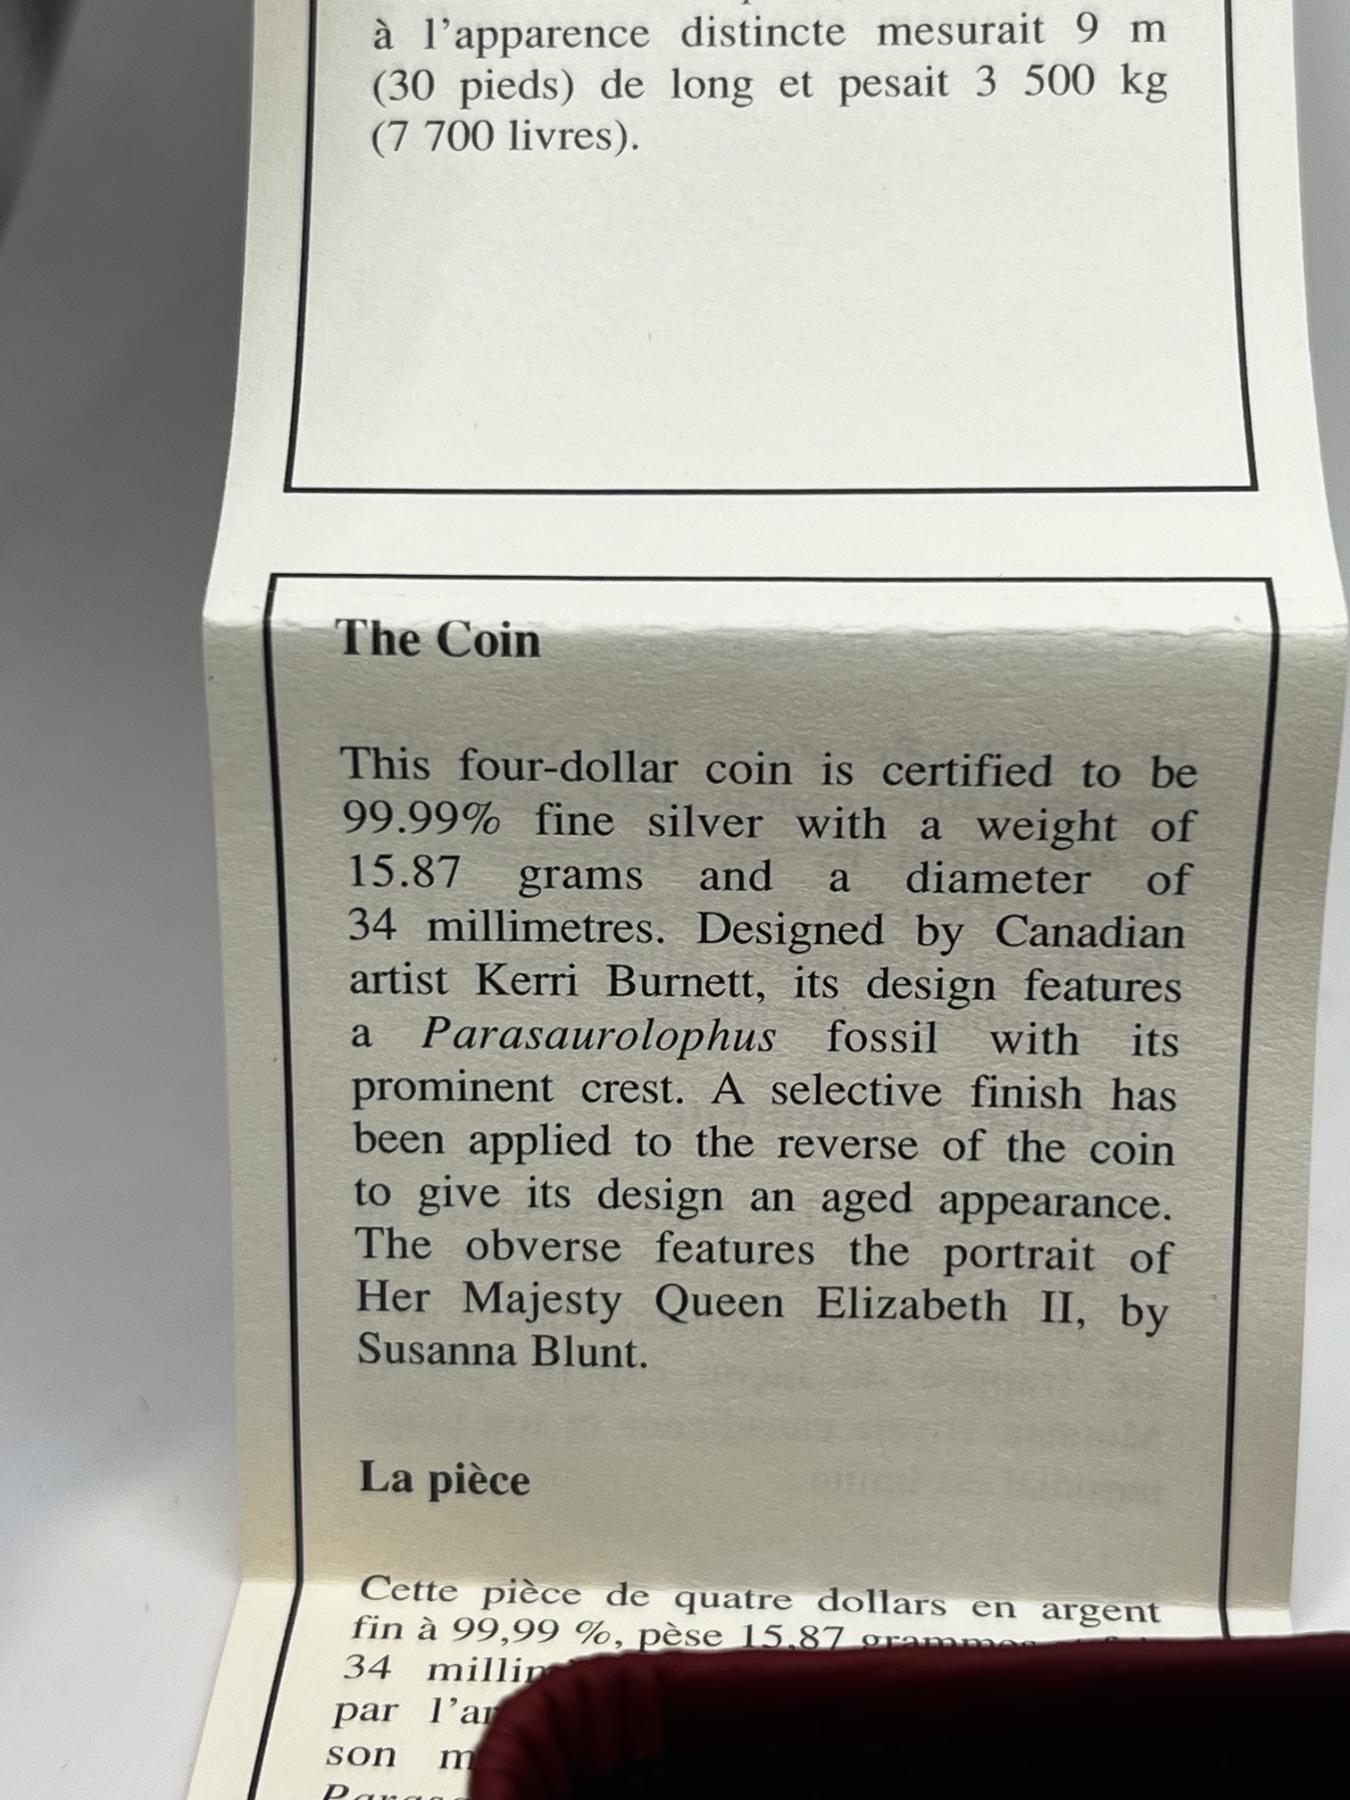 à l'apparence distincte mesurait 9 m
(30 pieds) de long et pesait 3 500 kg
(7 700 livres).
The Coin
This four-dollar coin is certified to be
99.99% fine silver with a weight of
15.87 grams and a diameter of
34 millimetres. Designed by Canadian
artist Kerri Burnett, its design features
a Parasaurolophus fossil with its
prominent crest. A selective finish has
been applied to the reverse of the coin
to give its design an aged appearance.
The obverse features the portrait of
Her Majesty Queen Elizabeth II, by
Susanna Blunt.
La pièce
Cette pièce de quatre dollars en argent
fin à 99,99 %, pèse 15,87 grammes
34
par
son